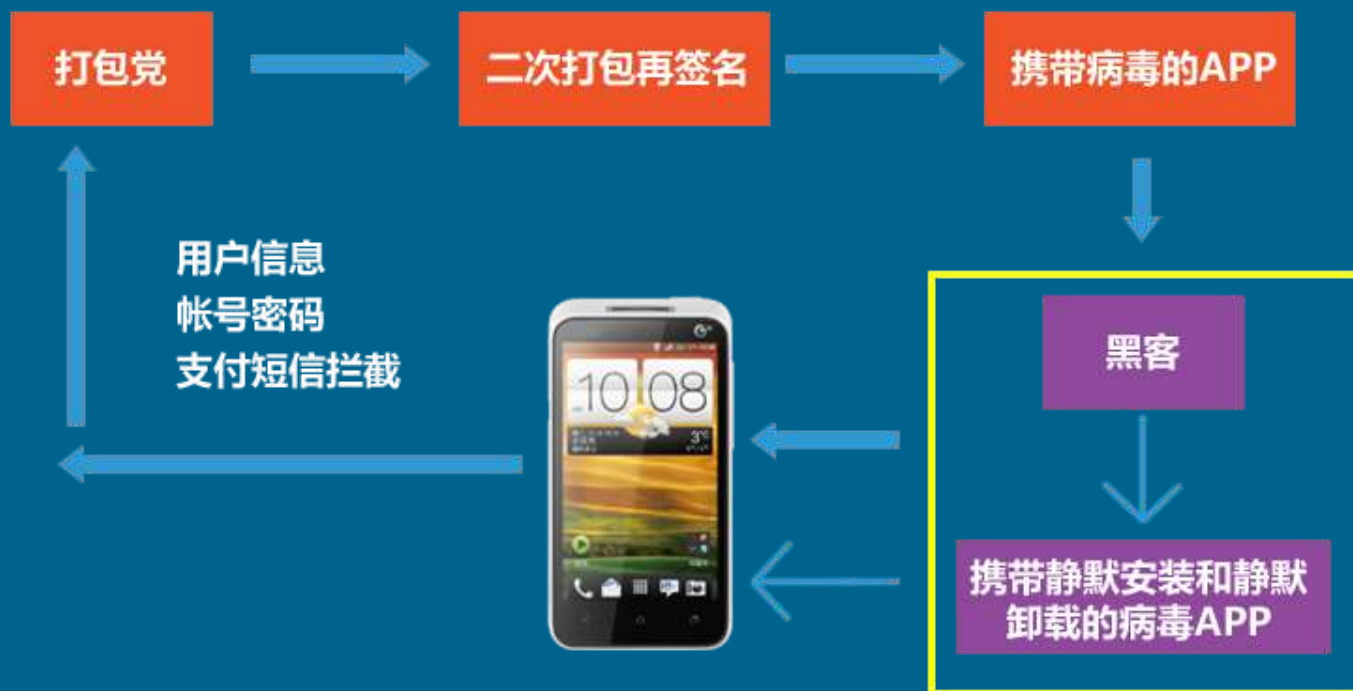 打包党
二次打包再签名
携带病毒的APP
用户信息
帐号密码
支付短信拦截
黑客
10 08
3°
携带静默安装和静默
卸载的病毒APP